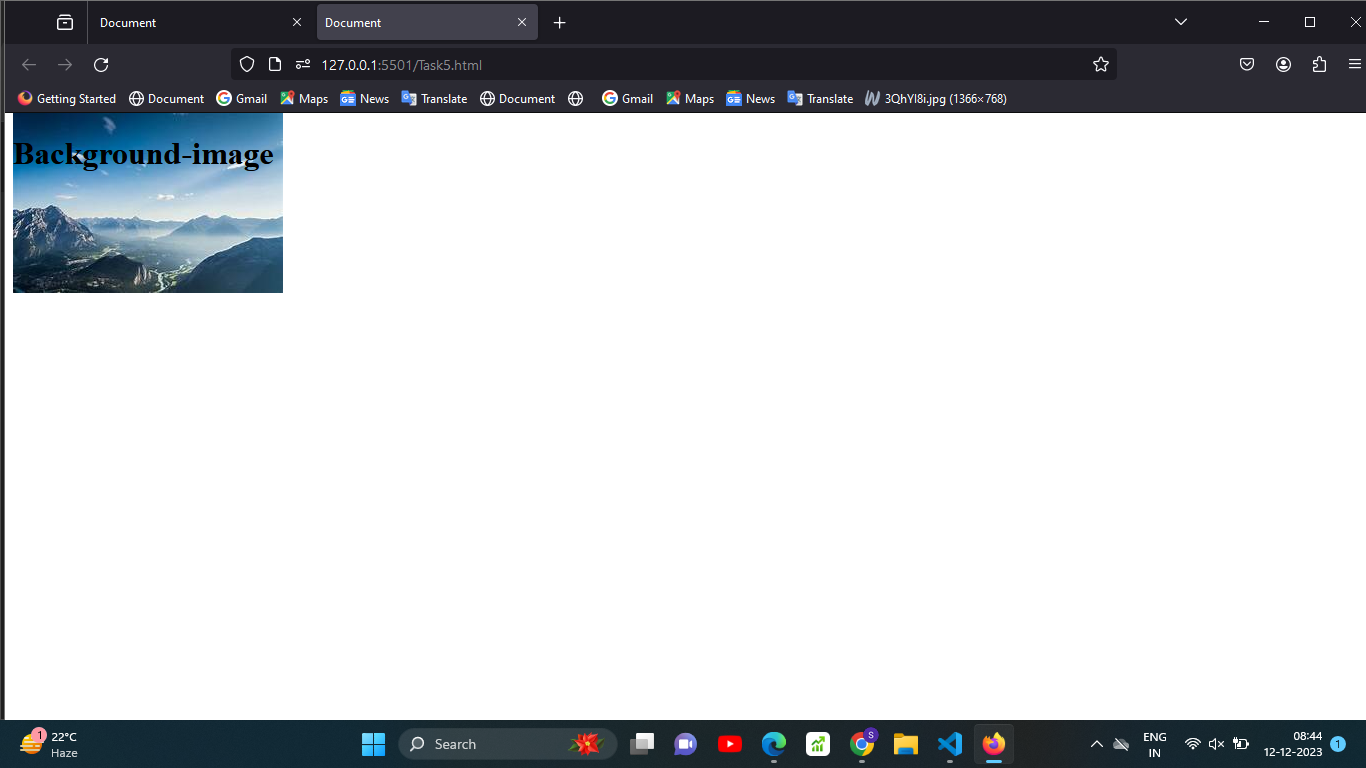 Document Document
127.0.0.1:5501/Task5.html
Getting Started Document Gmail Maps News Translate Document Gmail Maps News Translate 3QhYI8i.jpg (1366×768)
Background-image
1 22°C Search S ENG 08:44
Haze IN 12-12-2023 1